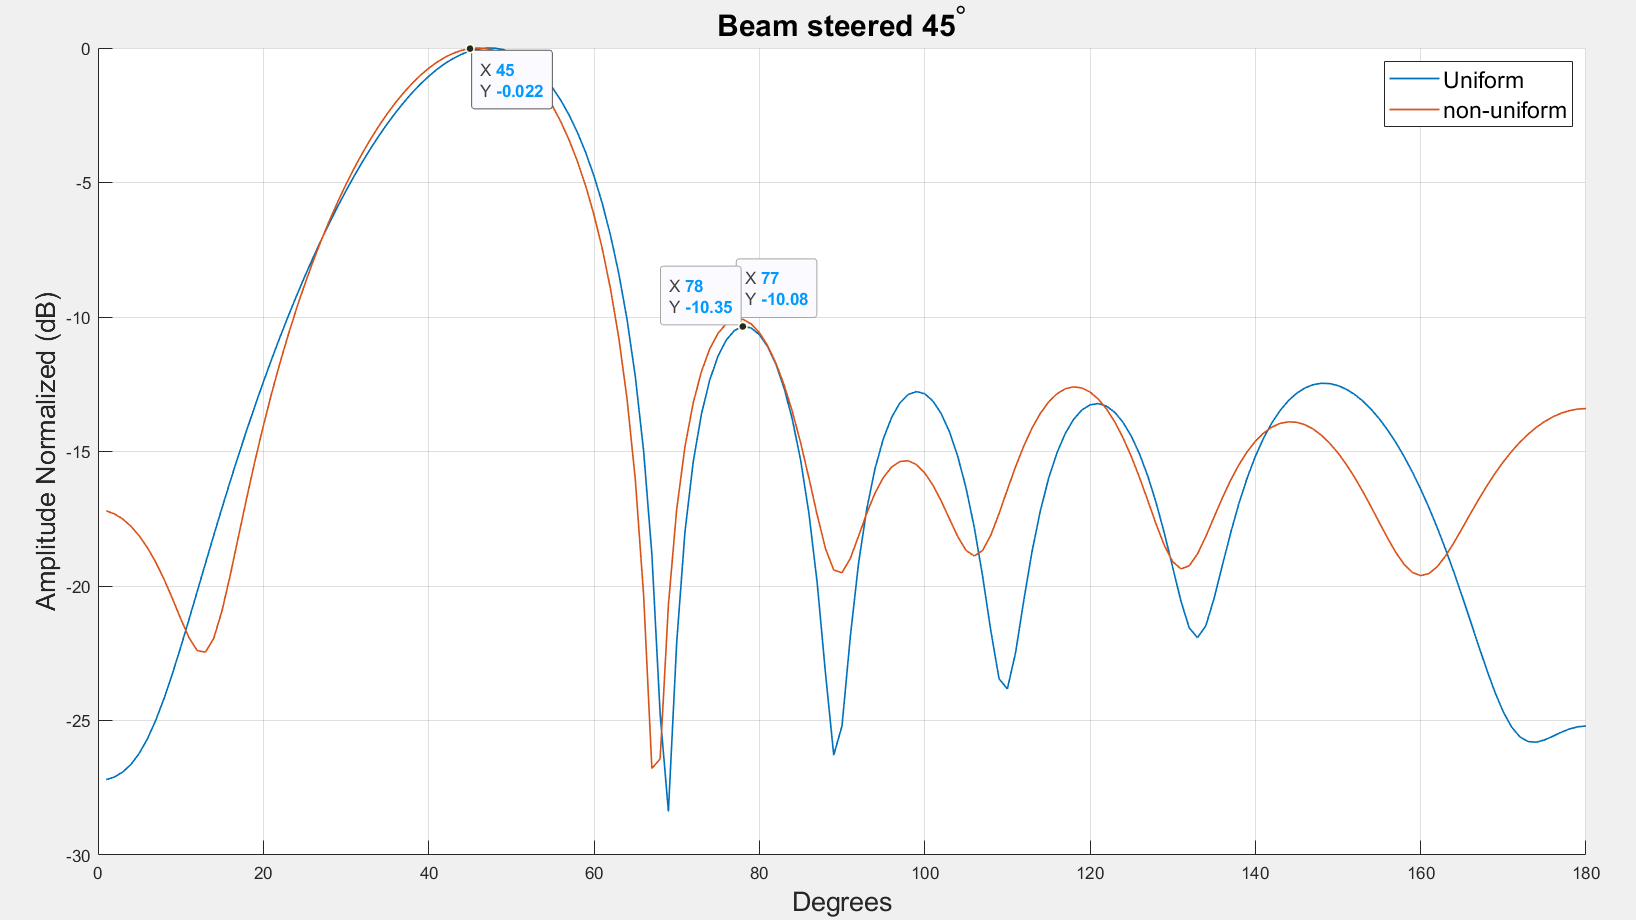 Beam steered 45°
Uniform
non-uniform
X 45
Y -0.022
X 78
Y -10.35
X 77
Y -10.08
Amplitude Normalized (dB)
0
-5
-10
-15
-20
-25
-30
0 20 40 60 80 100 120 140 160 180
Degrees